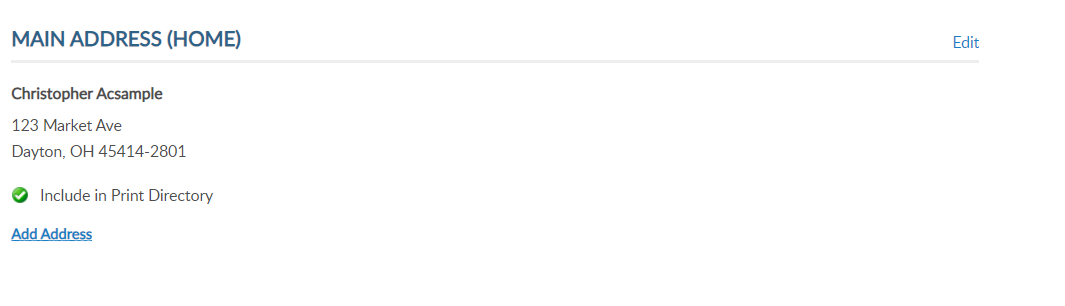 MAIN ADDRESS (HOME)
Edit
Christopher Acsample
123 Market Ave
Dayton, OH 45414-2801
Include in Print Directory
Add Address